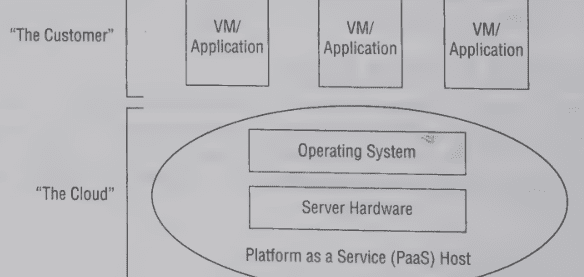 “The Customer”
VM/
Application
VM/
Application
VM/
Application
“The Cloud”
Operating System
Server Hardware
Platform as a Service (PaaS) Host